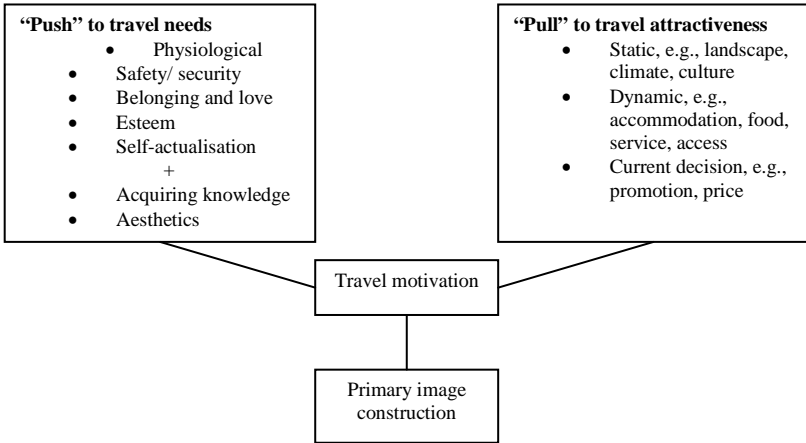 “Push” to travel needs
• Physiological
• Safety/ security
• Belonging and love
• Esteem
• Self-actualisation
+
• Acquiring knowledge
• Aesthetics
“Pull” to travel attractiveness
• Static, e.g., landscape,
climate, culture
• Dynamic, e.g.,
accommodation, food,
service, access
• Current decision, e.g.,
promotion, price
Travel motivation
Primary image
construction